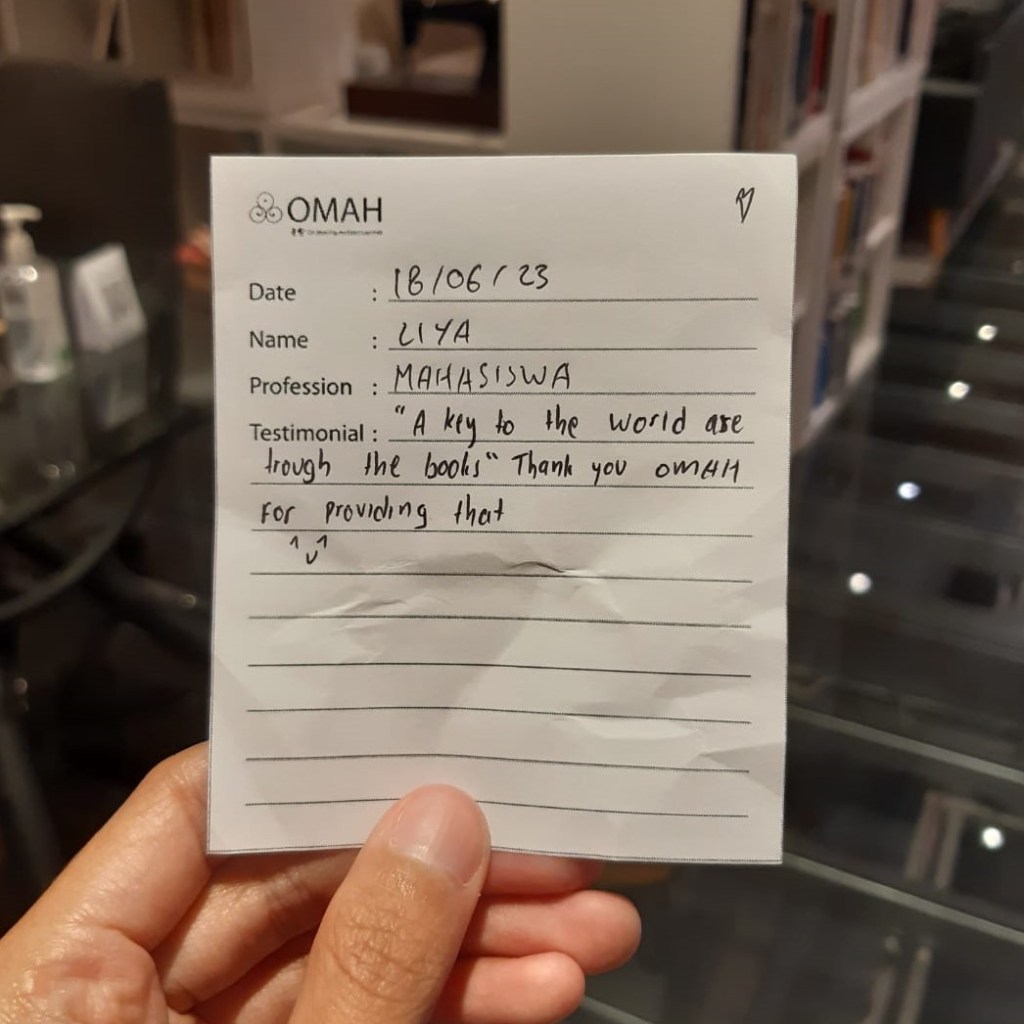 OMAH
Date : 18/06/23
Name : LIYA
Profession : MAHASISWA
Testimonial : "A key to the world are
trough the books" Thank you OMAH
For providing that